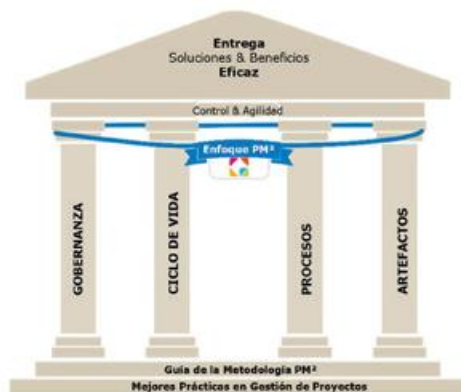 Entrega
Soluciones & Beneficios
Eficaz
Control & Agilidad
Enfoque PM²
GOBERNANZA
CICLO DE VIDA
PROCESOS
ARTEFACTOS
Guía de la Metodología PM²
Mejores Prácticas en Gestión de Proyectos